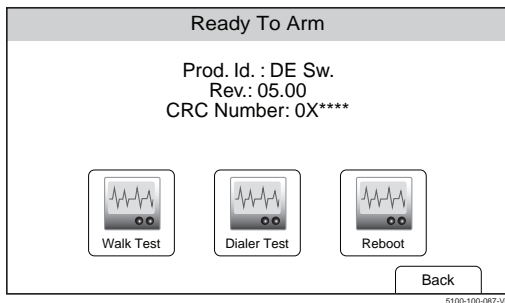 Ready To Arm
Prod. Id. : DE Sw.
Rev.: 05.00
CRC Number: 0X****
Walk Test Dialer Test Reboot
Back
5100-100-087-V